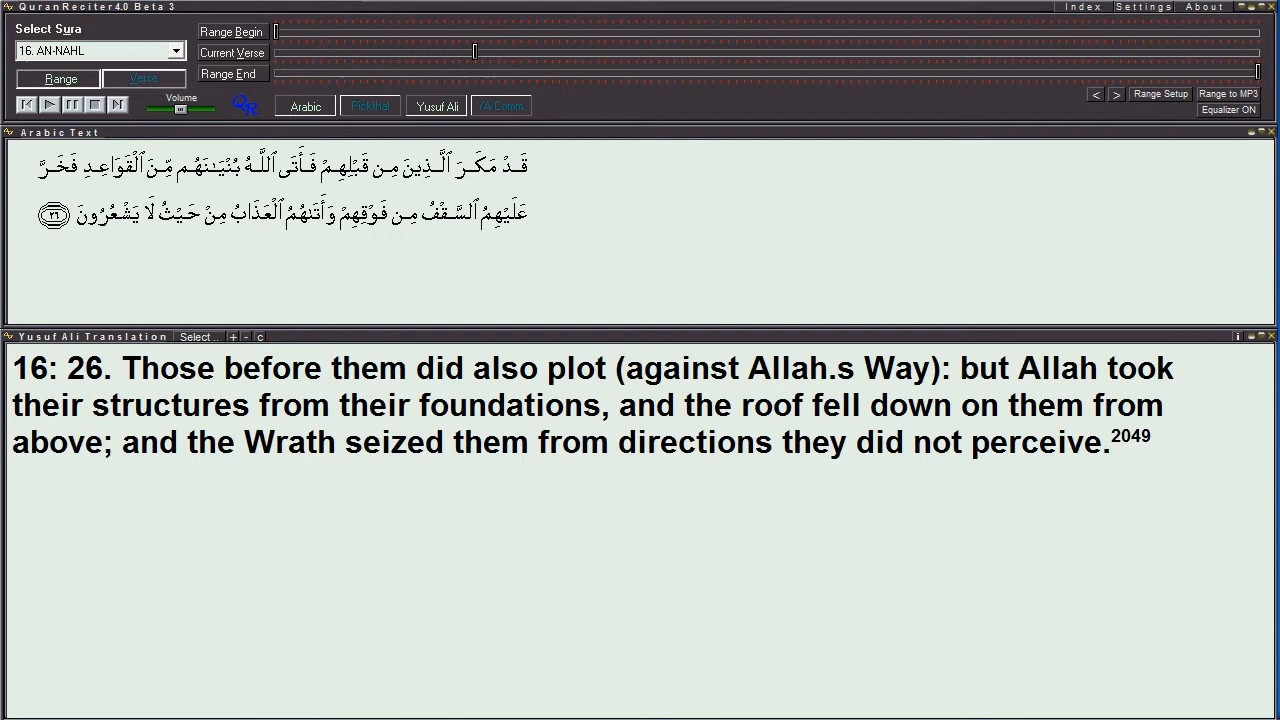 QuranReciter4.0 Beta 3
Index Settings About
Select Sura
16. AN-NAHL
Range Begin
Current Verse
Range End
Range Verse
Volume
QR
Arabic Pickthal Yusuf Ali YA Comm
< > Range Setup Range to MP3
Equalizer ON
Arabic Text
قَدْ مَكَرَ ٱلَّذِينَ مِن قَبْلِهِمْ فَأَتَى ٱللَّهُ بُنْيَـٰنَهُم مِّنَ ٱلْقَوَاعِدِ فَخَرَّ
عَلَيْهِمُ ٱلسَّقْفُ مِن فَوْقِهِمْ وَأَتَىٰهُمُ ٱلْعَذَابُ مِنْ حَيْثُ لَا يَشْعُرُونَ ٢٦
Yusuf Ali Translation Select .. + - c i
16: 26. Those before them did also plot (against Allah.s Way): but Allah took
their structures from their foundations, and the roof fell down on them from
above; and the Wrath seized them from directions they did not perceive.2049